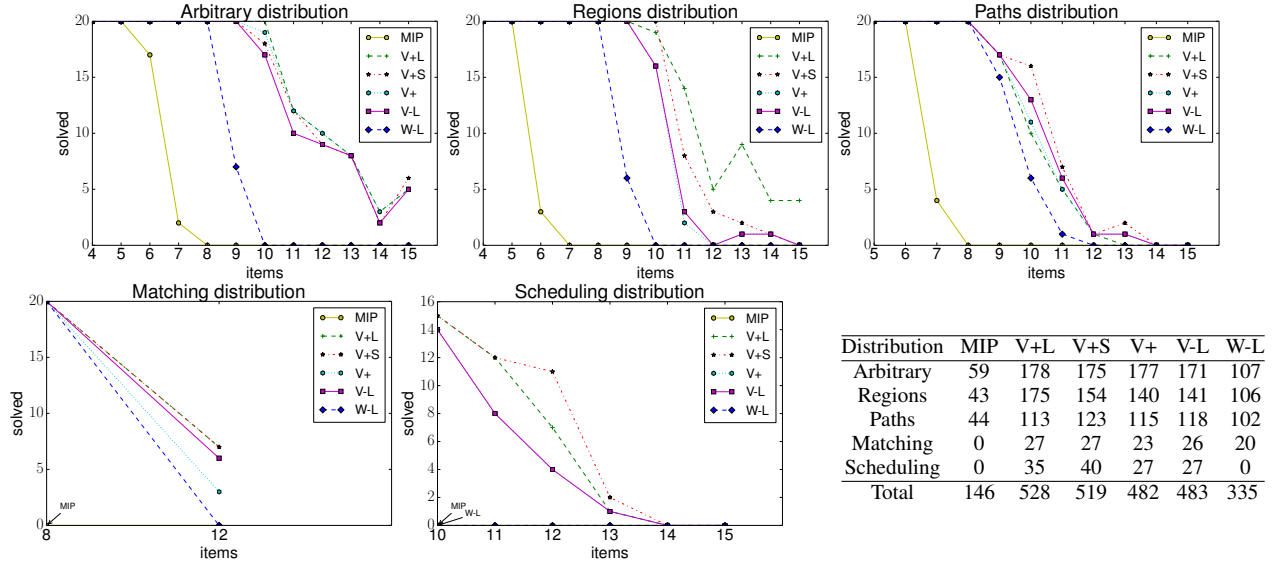 Arbitrary distribution
20
15
10
5
0
solved
4 5 6 7 8 9 10 11 12 13 14 15
items
MIP
V+L
V+S
V+
V-L
W-L
Regions distribution
20
15
10
5
0
solved
4 5 6 7 8 9 10 11 12 13 14 15
items
MIP
V+L
V+S
V+
V-L
W-L
Paths distribution
20
15
10
5
0
solved
5 6 7 8 9 10 11 12 13 14 15
items
MIP
V+L
V+S
V+
V-L
W-L
Matching distribution
20
15
10
5
0
solved
MIP
8 12
items
MIP
V+L
V+S
V+
V-L
W-L
Scheduling distribution
16
14
12
10
8
6
4
2
0
solved
MIP
W-L
10 11 12 13 14 15
items
MIP
V+L
V+S
V+
V-L
W-L
Distribution MIP V+L V+S V+ V-L W-L
Arbitrary 59 178 175 177 171 107
Regions 43 175 154 140 141 106
Paths 44 113 123 115 118 102
Matching 0 27 27 23 26 20
Scheduling 0 35 40 27 27 0
Total 146 528 519 482 483 335